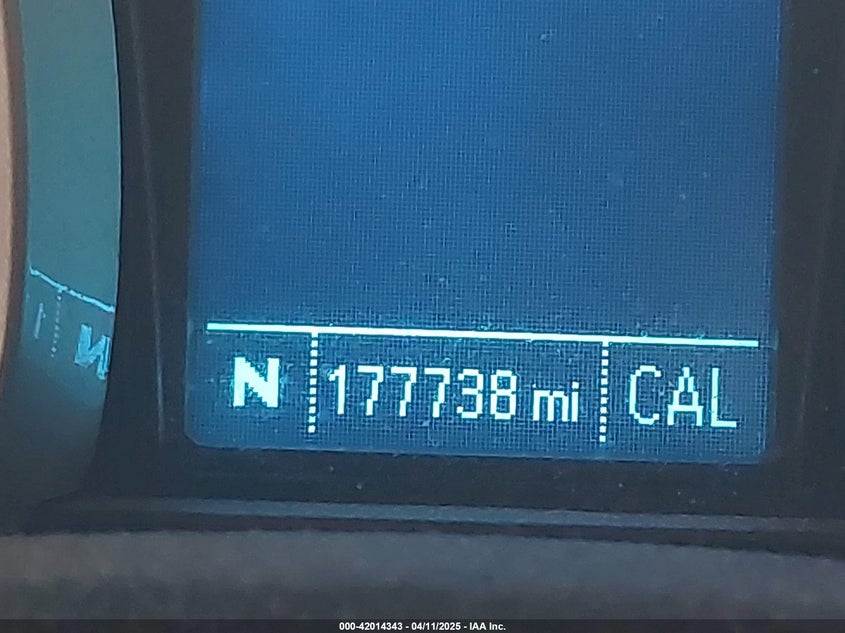 N 177738 mi CAL
000-42014343 - 04/11/2025 - IAA Inc.